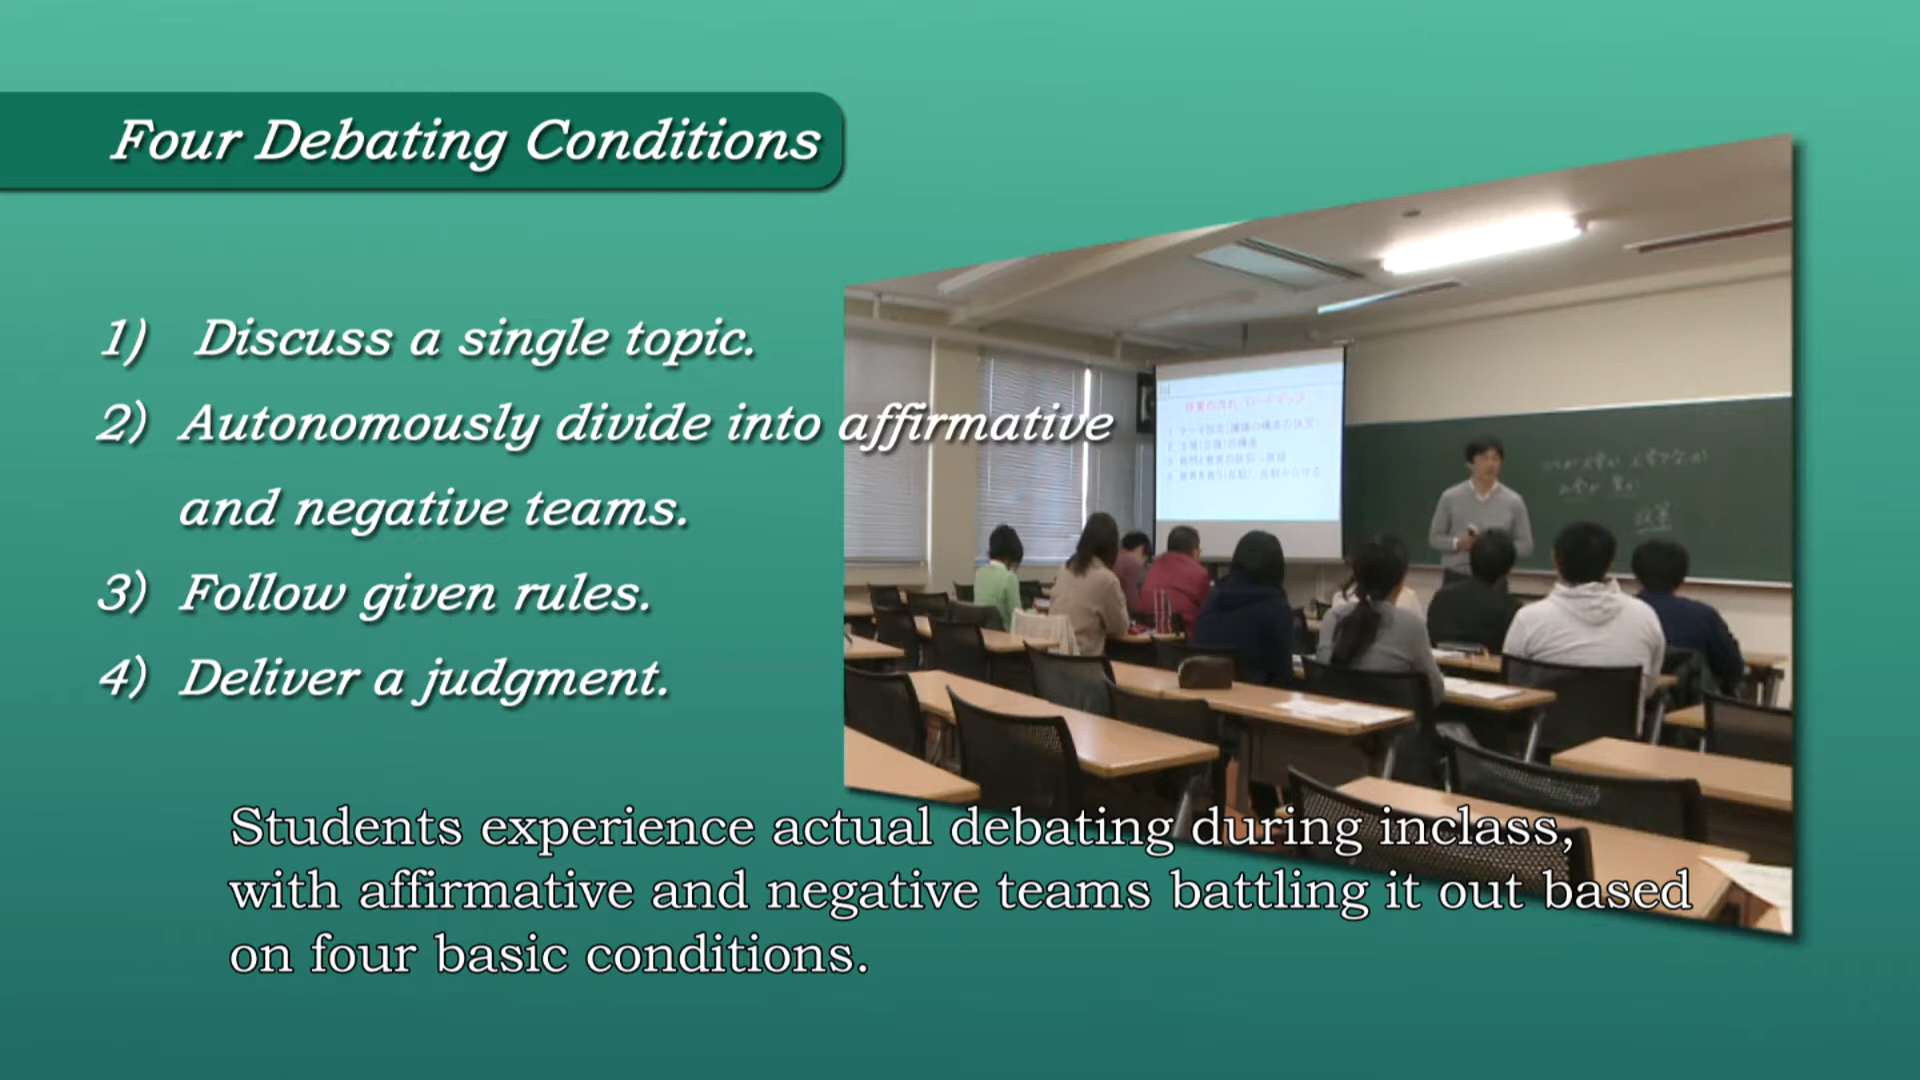 Four Debating Conditions
1) Discuss a single topic.
2) Autonomously divide into affirmative
and negative teams.
3) Follow given rules.
4) Deliver a judgment.
Students experience actual debating during inclass,
with affirmative and negative teams battling it out based
on four basic conditions.